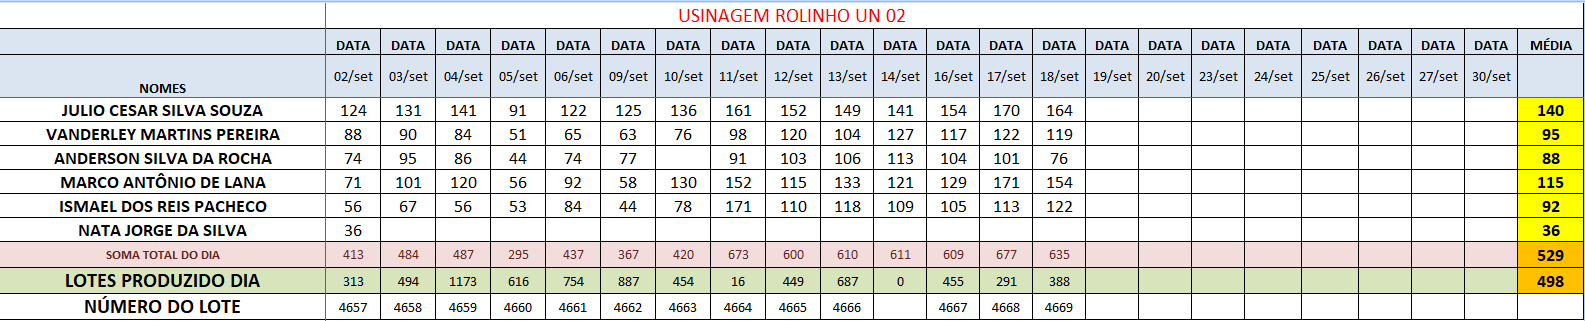 USINAGEM ROLINHO UN 02
DATA DATA DATA DATA DATA DATA DATA DATA DATA DATA DATA DATA DATA DATA DATA DATA DATA DATA DATA DATA DATA DATA MÉDIA
NOMES 02/set 03/set 04/set 05/set 06/set 09/set 10/set 11/set 12/set 13/set 14/set 16/set 17/set 18/set 19/set 20/set 23/set 24/set 25/set 26/set 27/set 30/set
JULIO CESAR SILVA SOUZA 124 131 141 91 122 125 136 161 152 149 141 154 170 164 140
VANDERLEY MARTINS PEREIRA 88 90 84 51 65 63 76 98 120 104 127 117 122 119 95
ANDERSON SILVA DA ROCHA 74 95 86 44 74 77 91 103 106 113 104 101 76 88
MARCO ANTÔNIO DE LANA 71 101 120 56 92 58 130 152 115 133 121 129 171 154 115
ISMAEL DOS REIS PACHECO 56 67 56 53 84 44 78 171 110 118 109 105 113 122 92
NATA JORGE DA SILVA 36 36
SOMA TOTAL DO DIA 413 484 487 295 437 367 420 673 600 610 611 609 677 635 529
LOTES PRODUZIDO DIA 313 494 1173 616 754 887 454 16 449 687 0 455 291 388 498
NÚMERO DO LOTE 4657 4658 4659 4660 4661 4662 4663 4664 4665 4666 4667 4668 4669